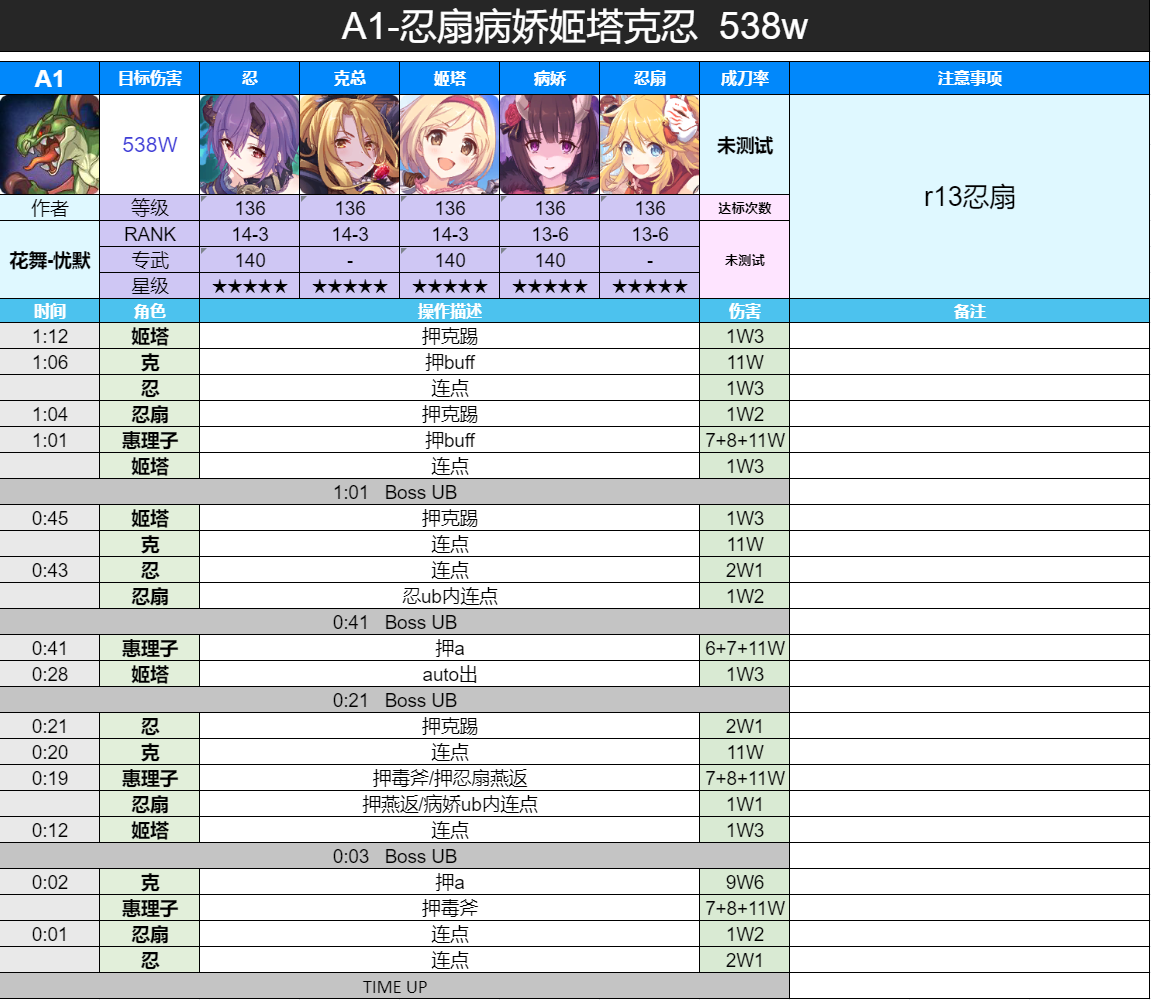 A1-忍扇病娇姬塔克忍 538w
A1 目标伤害 忍 克总 姬塔 病娇 忍扇 成刀率 注意事项
538W 未测试 r13忍扇
作者 等级 136 136 136 136 136 达标次数
花舞-忧默 RANK 14-3 14-3 14-3 13-6 13-6 未测试
专武 140 - 140 140 -
星级 ★★★★★ ★★★★★ ★★★★★ ★★★★★ ★★★★★
时间 角色 操作描述 伤害 备注
1:12 姬塔 押克踢 1W3
1:06 克 押buff 11W
忍 连点 1W3
1:04 忍扇 押克踢 1W2
1:01 惠理子 押buff 7+8+11W
姬塔 连点 1W3
1:01 Boss UB
0:45 姬塔 押克踢 1W3
克 连点 11W
0:43 忍 连点 2W1
忍扇 忍ub内连点 1W2
0:41 Boss UB
0:41 惠理子 押a 6+7+11W
0:28 姬塔 auto出 1W3
0:21 Boss UB
0:21 忍 押克踢 2W1
0:20 克 连点 11W
0:19 惠理子 押毒斧/押忍扇燕返 7+8+11W
忍扇 押燕返/病娇ub内连点 1W1
0:12 姬塔 连点 1W3
0:03 Boss UB
0:02 克 押a 9W6
惠理子 押毒斧 7+8+11W
0:01 忍扇 连点 1W2
忍 连点 2W1
TIME UP